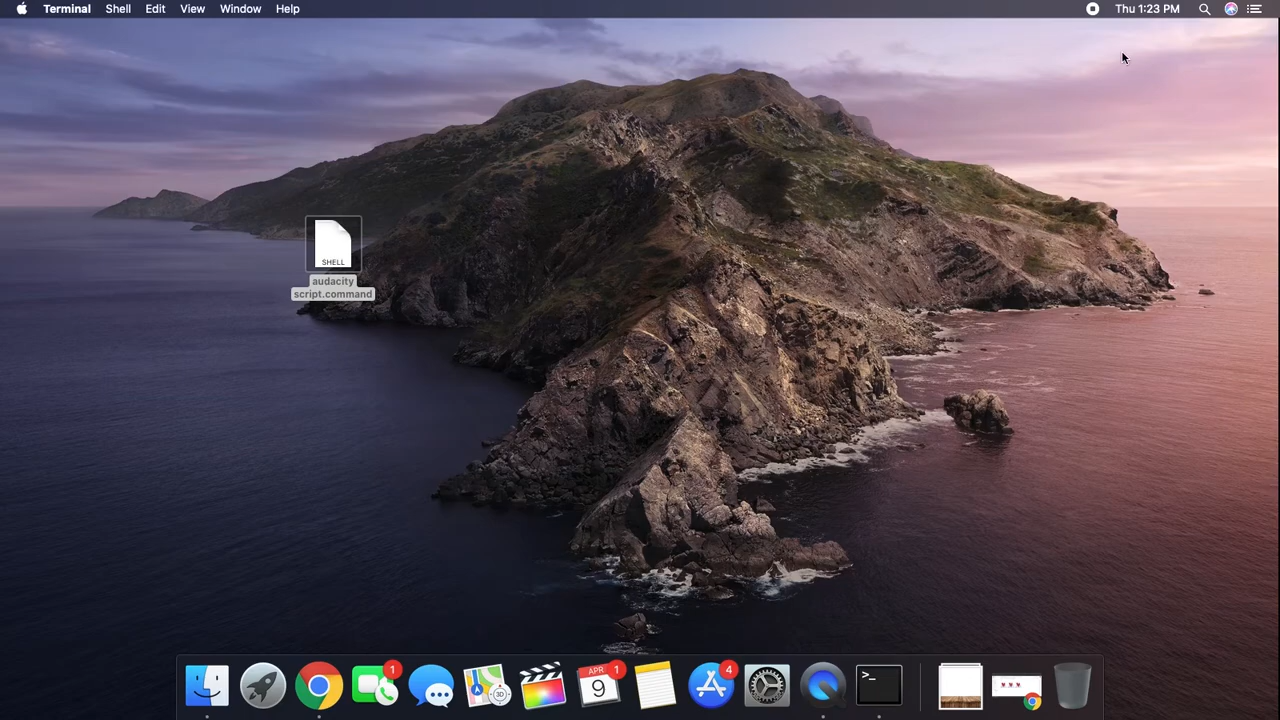 Terminal Shell Edit View Window Help Thu 1:23 PM
SHELL
audacity
script.command
1
APR
1
9
3D
4
>_